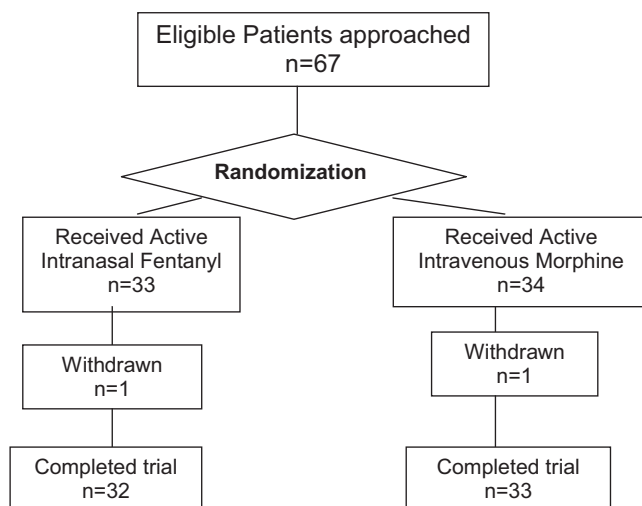 Eligible Patients approached
n=67
Randomization
Received Active
Intranasal Fentanyl
n=33
Received Active
Intravenous Morphine
n=34
Withdrawn
n=1
Withdrawn
n=1
Completed trial
n=32
Completed trial
n=33